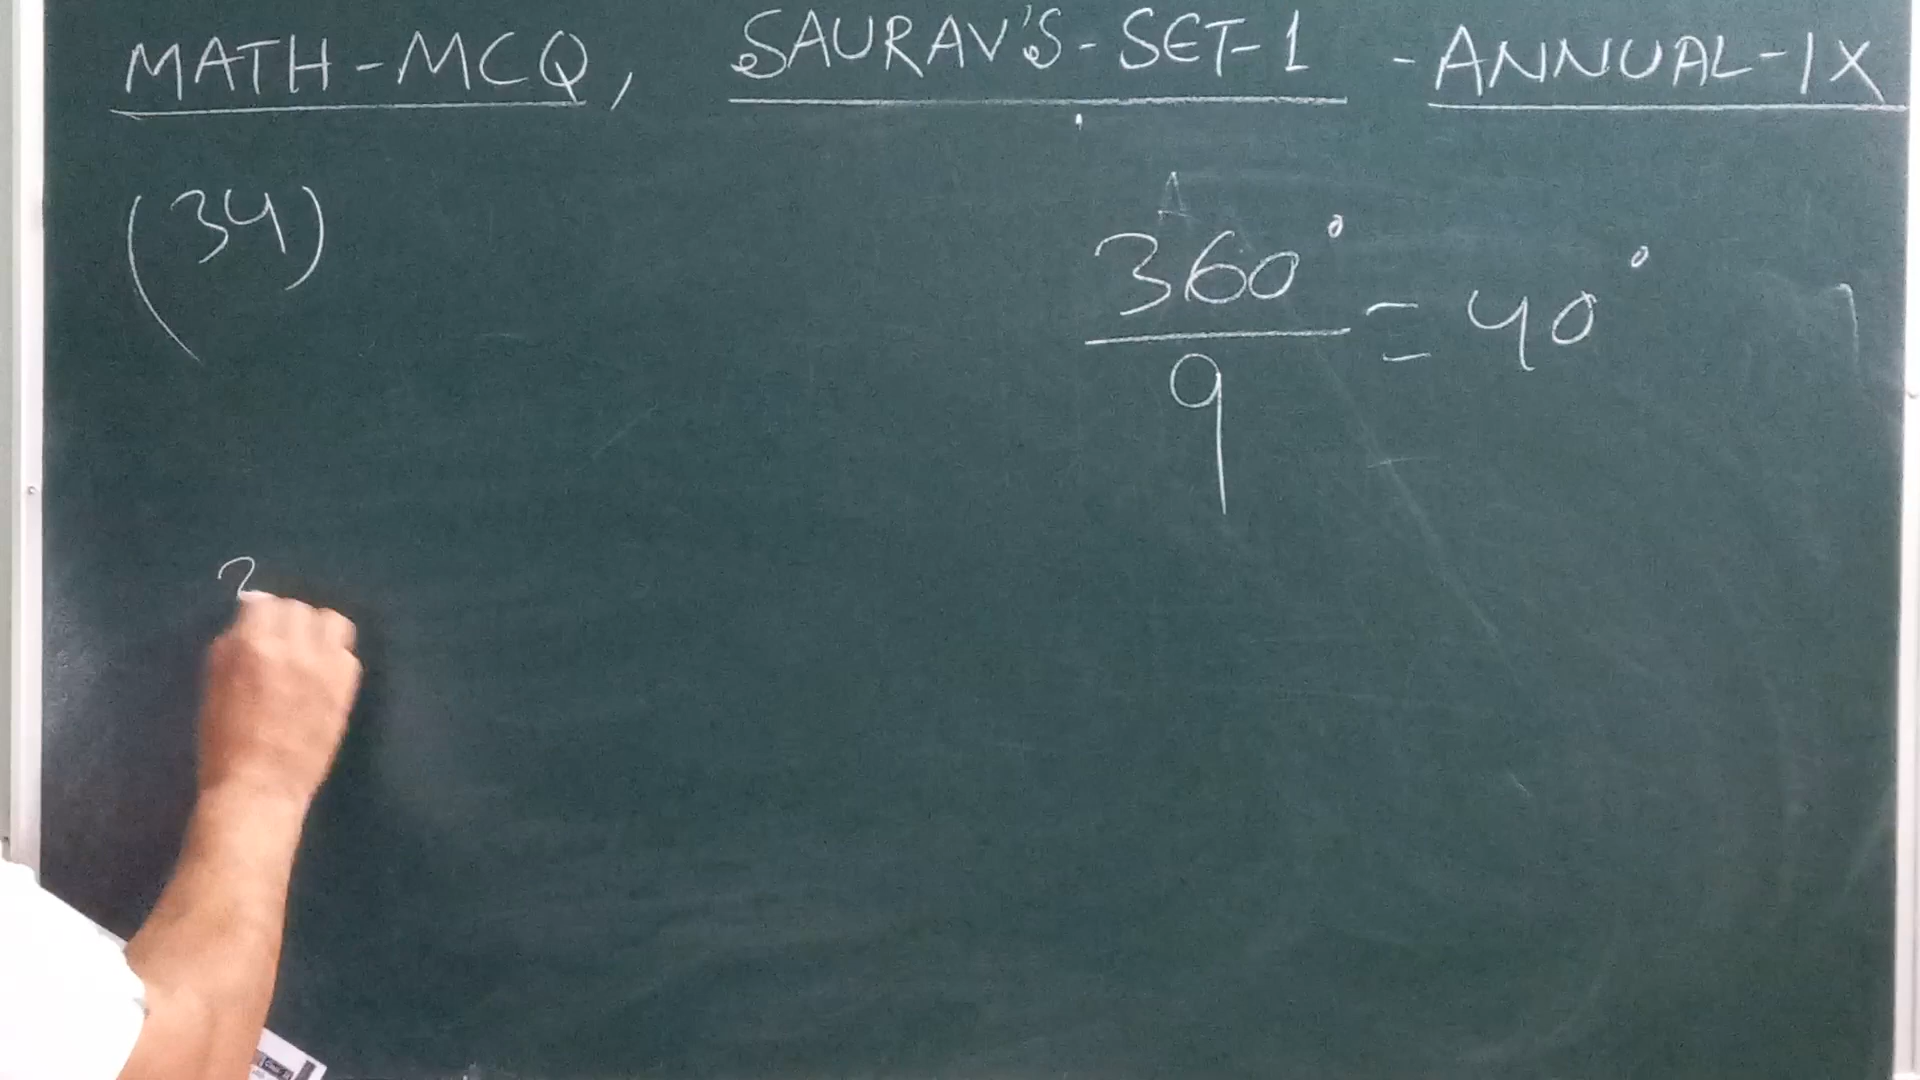 MATH-MCQ, SAURAV'S-SET-1 -ANNUAL-IX
(34)
360°
9
= 40°